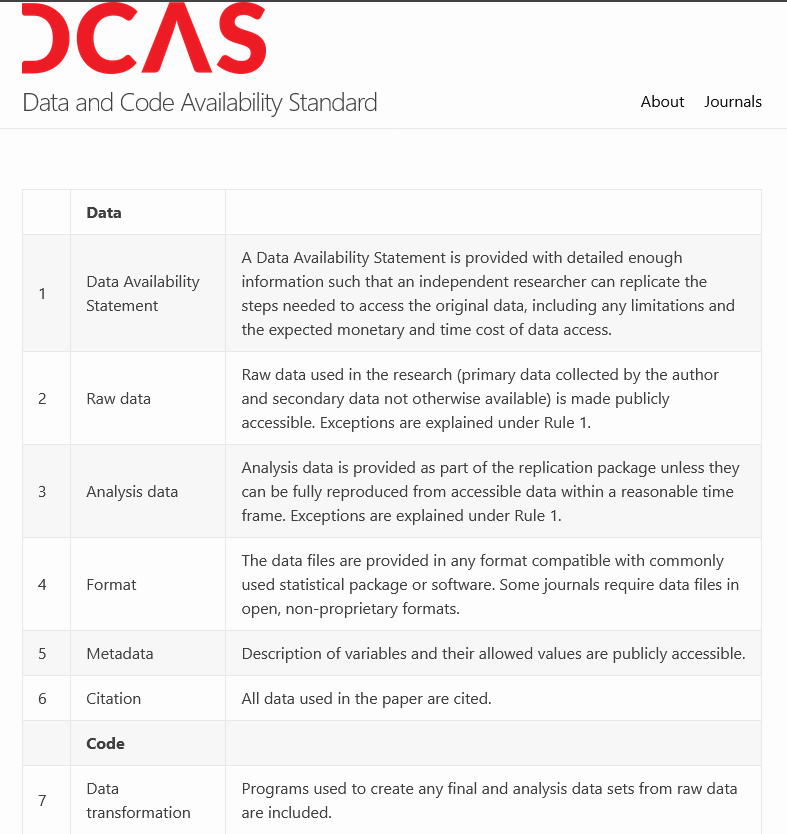 DCAS
Data and Code Availability Standard
About Journals
Data
1
Data Availability
Statement
A Data Availability Statement is provided with detailed enough
information such that an independent researcher can replicate the
steps needed to access the original data, including any limitations and
the expected monetary and time cost of data access.
2
Raw data
Raw data used in the research (primary data collected by the author
and secondary data not otherwise available) is made publicly
accessible. Exceptions are explained under Rule 1.
3
Analysis data
Analysis data is provided as part of the replication package unless they
can be fully reproduced from accessible data within a reasonable time
frame. Exceptions are explained under Rule 1.
4
Format
The data files are provided in any format compatible with commonly
used statistical package or software. Some journals require data files in
open, non-proprietary formats.
5
Metadata
Description of variables and their allowed values are publicly accessible.
6
Citation
All data used in the paper are cited.
Code
7
Data
transformation
Programs used to create any final and analysis data sets from raw data
are included.